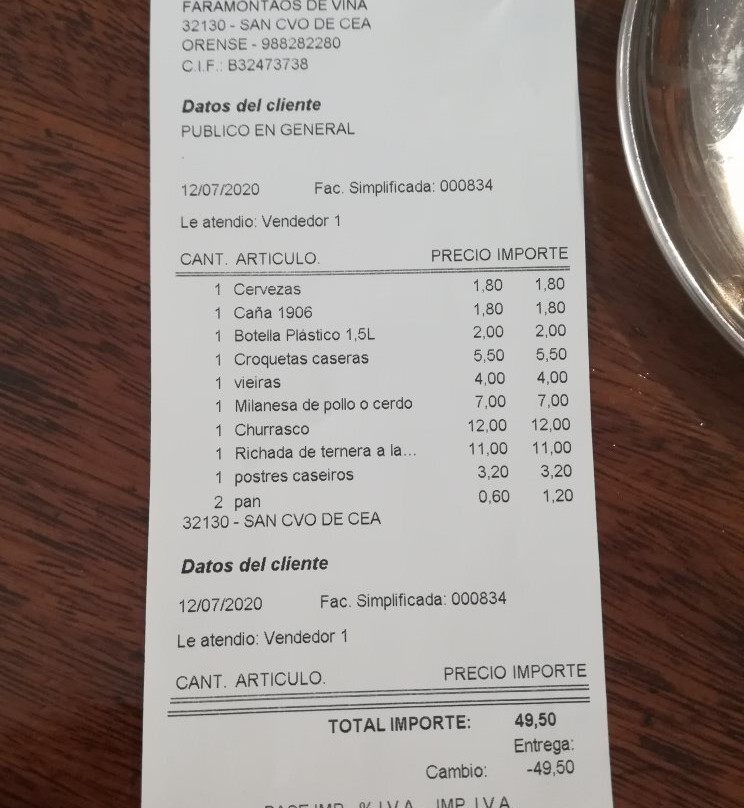 FARAMONTAOS DE VIÑA
32130 - SAN CVO DE CEA
ORENSE - 988282280
C.I.F.: B32473738
Datos del cliente
PUBLICO EN GENERAL
.
12/07/2020 Fac. Simplificada: 000834
Le atendio: Vendedor 1
CANT. ARTICULO. PRECIO IMPORTE
1 Cervezas 1,80 1,80
1 Caña 1906 1,80 1,80
1 Botella Plástico 1,5L 2,00 2,00
1 Croquetas caseras 5,50 5,50
1 vieiras 4,00 4,00
1 Milanesa de pollo o cerdo 7,00 7,00
1 Churrasco 12,00 12,00
1 Richada de ternera a la... 11,00 11,00
1 postres caseiros 3,20 3,20
2 pan 0,60 1,20
32130 - SAN CVO DE CEA
Datos del cliente
12/07/2020 Fac. Simplificada: 000834
Le atendio: Vendedor 1
CANT. ARTICULO. PRECIO IMPORTE
TOTAL IMPORTE: 49,50
Entrega:
Cambio: -49,50
BASE IMP. % I.V.A. IMP. I.V.A.